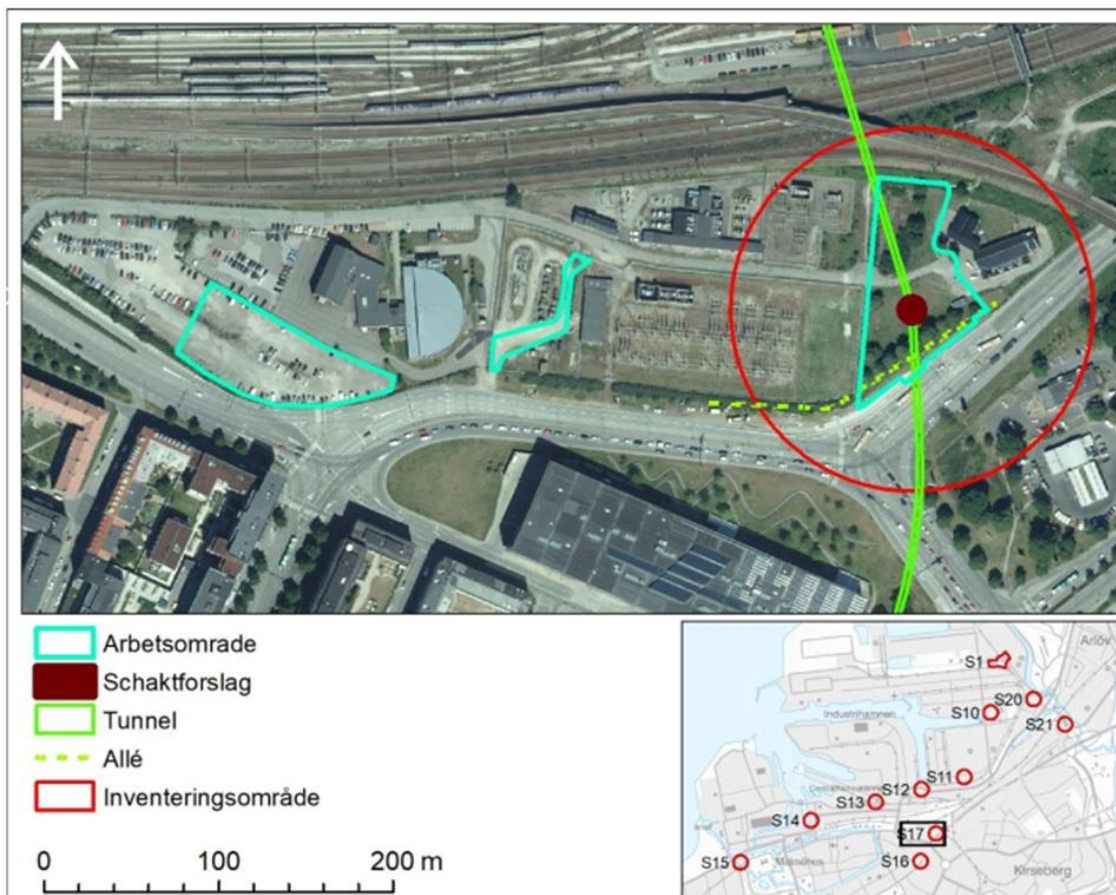 Arbetsomrade
Schaktforslag
Tunnel
Allé
Inventeringsområde
0 100 200 m
Arlöv
S1
S20
S10
Industrihamnen
S21
S11
S12
S13
S14
S17
S15
S16
Kirseberg